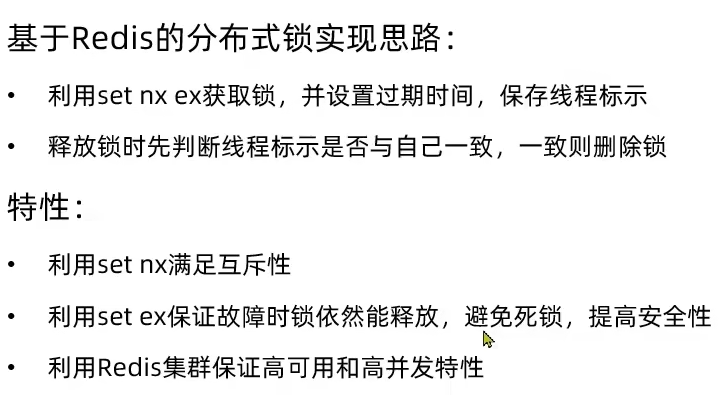 基于Redis的分布式锁实现思路：
• 利用set nx ex获取锁，并设置过期时间，保存线程标示
• 释放锁时先判断线程标示是否与自己一致，一致则删除锁
特性：
• 利用set nx满足互斥性
• 利用set ex保证故障时锁依然能释放，避免死锁，提高安全性
• 利用Redis集群保证高可用和高并发特性